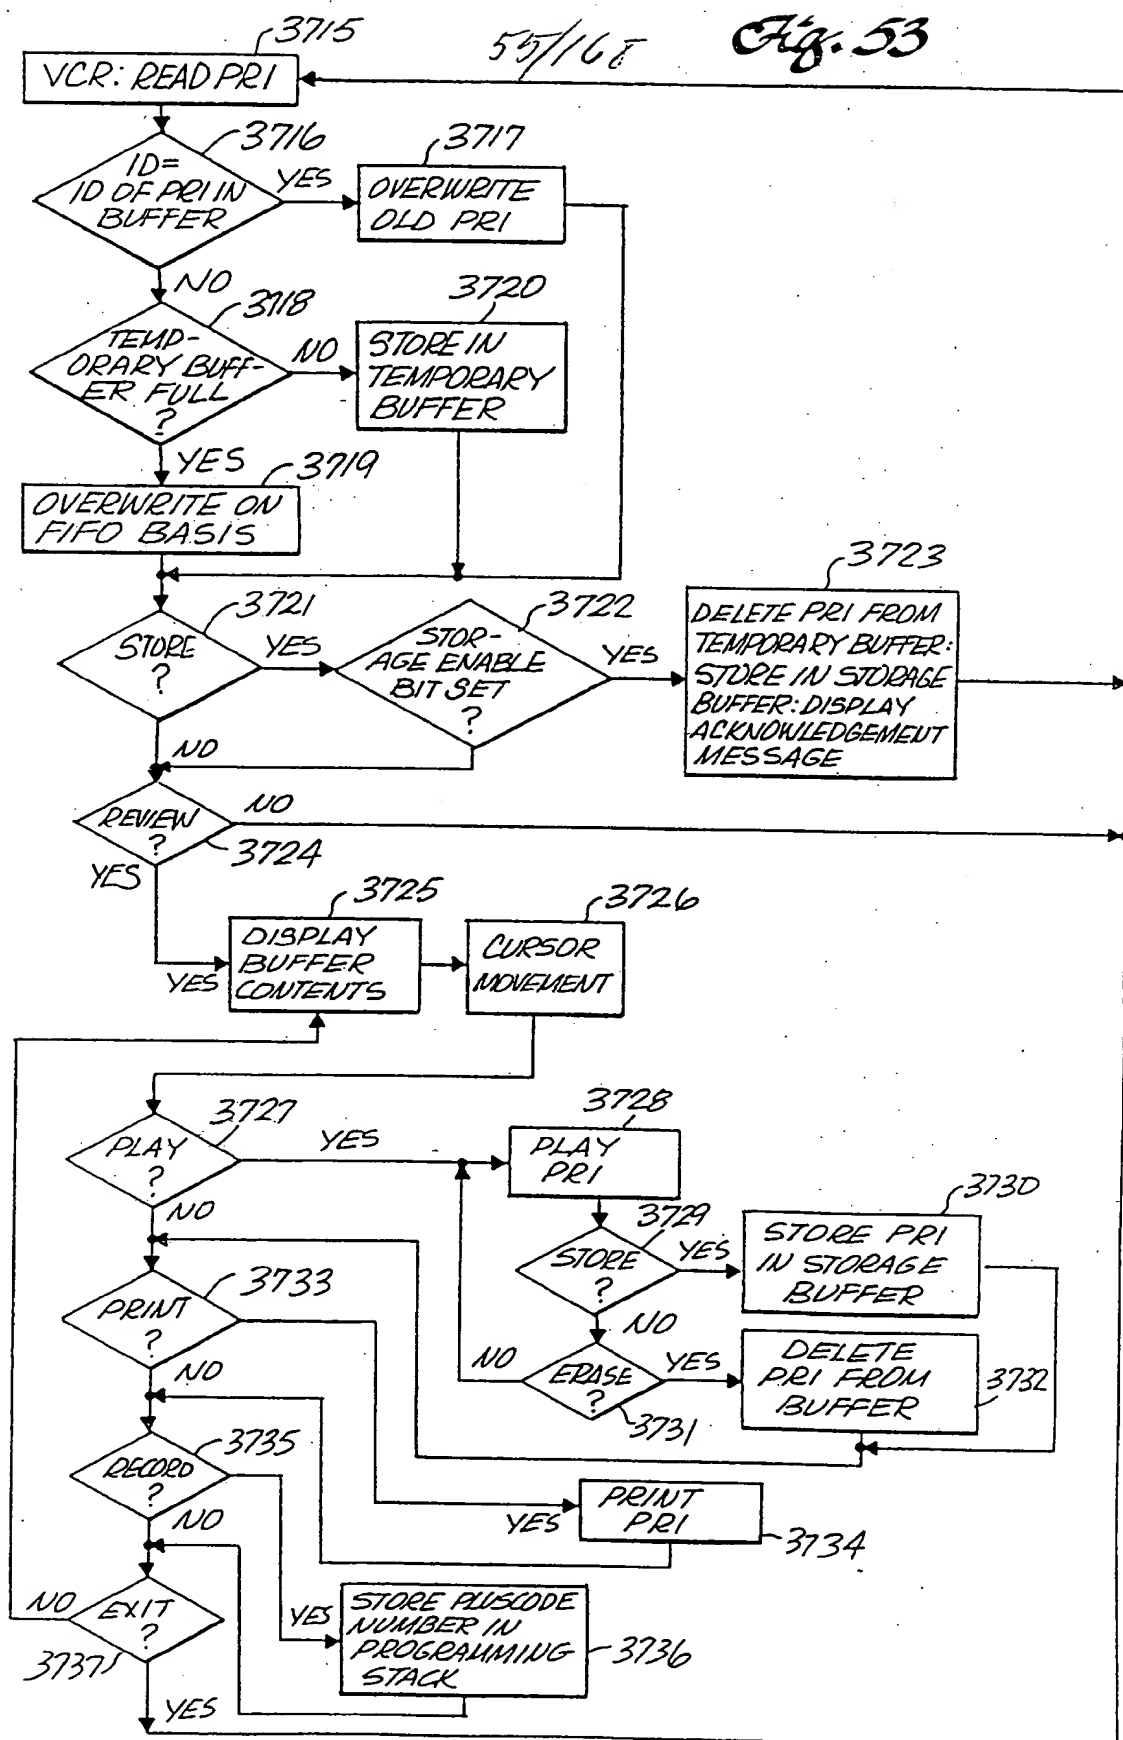 Fig. 53
3715
VCR: READ PRI
3716
ID=
ID OF PRI IN
BUFFER
YES
3717
OVERWRITE
OLD PRI
NO
3718
TEMP-
ORARY BUFF-
ER FULL
?
NO
3720
STORE IN
TEMPORARY
BUFFER
YES
3719
OVERWRITE ON
FIFO BASIS
3721
STORE
?
YES
3722
STOR-
AGE ENABLE
BIT SET
?
YES
3723
DELETE PRI FROM
TEMPORARY BUFFER:
STORE IN STORAGE
BUFFER: DISPLAY
ACKNOWLEDGEMENT
MESSAGE
NO
REVIEW
?
NO
3724
YES
YES
3725
DISPLAY
BUFFER
CONTENTS
3726
CURSOR
MOVEMENT
3727
PLAY
?
YES
3728
PLAY
PRI
NO
3729
STORE
?
YES
3730
STORE PRI
IN STORAGE
BUFFER
NO
3733
PRINT
?
NO
ERASE
?
3731
NO
YES
DELETE
PRI FROM
BUFFER
3732
3735
RECORD
?
NO
YES
PRINT
PRI
3734
EXIT
?
NO
3737
YES
YES
STORE PLUSCODE
NUMBER IN
PROGRAMMING
STACK
3736